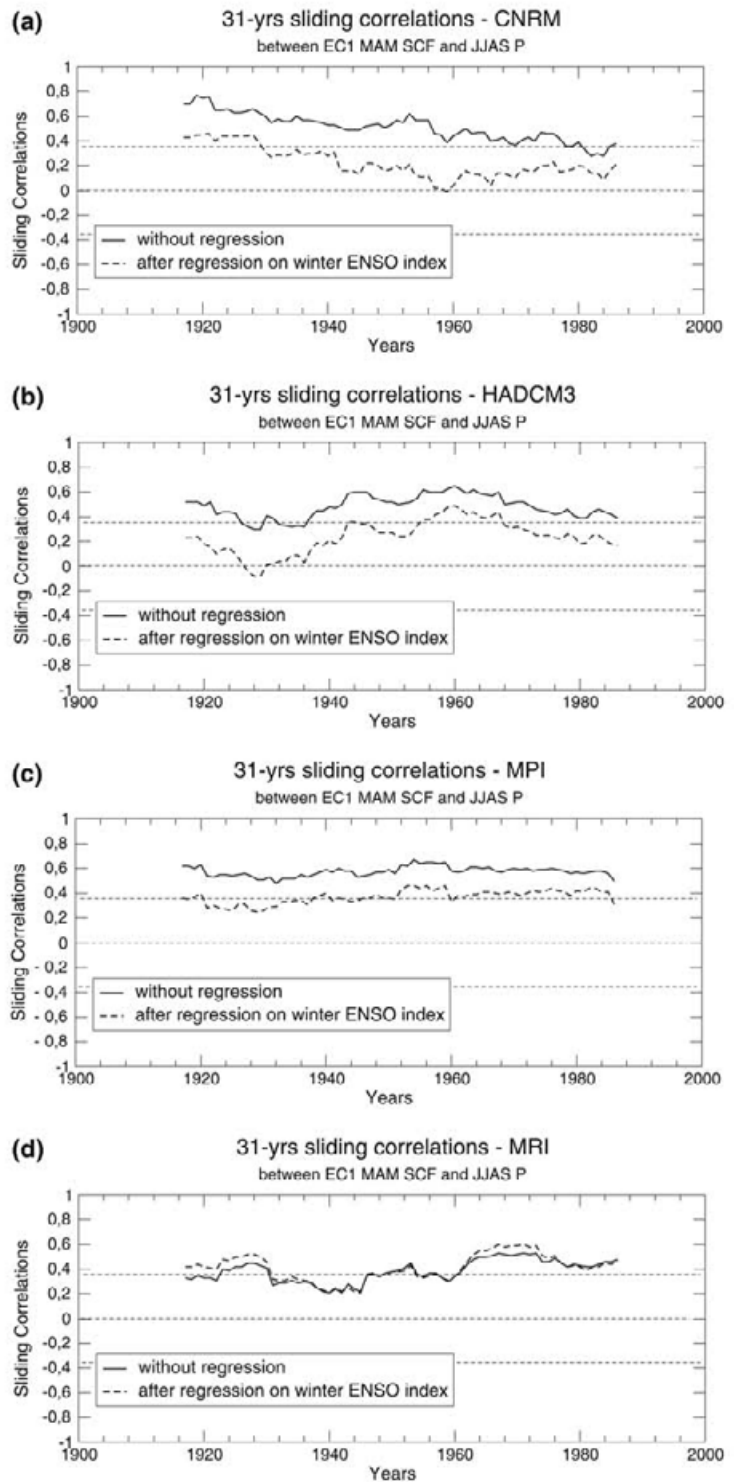 (a)
31-yrs sliding correlations - CNRM
between EC1 MAM SCF and JJAS P
Sliding Correlations
1
0,8
0,6
0,4
0,2
0
- 0,2
- 0,4
- 0,6
- 0,8
-1
without regression
after regression on winter ENSO index
1900
1920
1940
1960
1980
2000
Years
(b)
31-yrs sliding correlations - HADCM3
between EC1 MAM SCF and JJAS P
Sliding Correlations
1
0,8
0,6
0,4
0,2
0
- 0,2
- 0,4
- 0,6
- 0,8
-1
without regression
after regression on winter ENSO index
1900
1920
1940
1960
1980
2000
Years
(c)
31-yrs sliding correlations - MPI
between EC1 MAM SCF and JJAS P
Sliding Correlations
1
0,8
0,6
0,4
0,2
0
- 0,2
- 0,4
- 0,6
- 0,8
-1
without regression
after regression on winter ENSO index
1900
1920
1940
1960
1980
2000
Years
(d)
31-yrs sliding correlations - MRI
between EC1 MAM SCF and JJAS P
Sliding Correlations
1
0,8
0,6
0,4
0,2
0
- 0,2
- 0,4
- 0,6
- 0,8
-1
without regression
after regression on winter ENSO index
1900
1920
1940
1960
1980
2000
Years